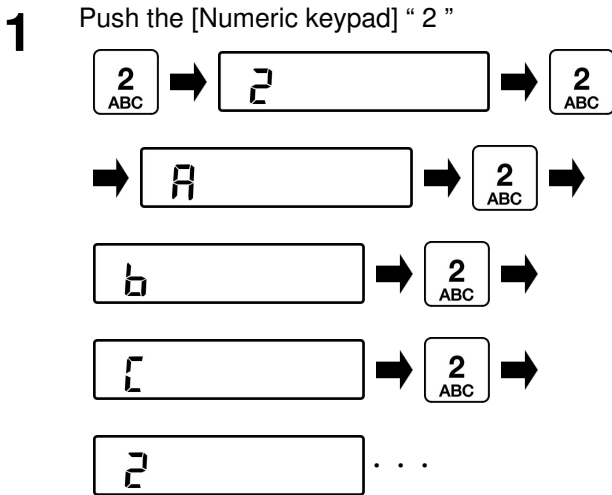 1 Push the [Numeric keypad] “ 2 ”
2 ABC 2 2 ABC
A 2 ABC
b 2 ABC
C 2 ABC
2 . . .